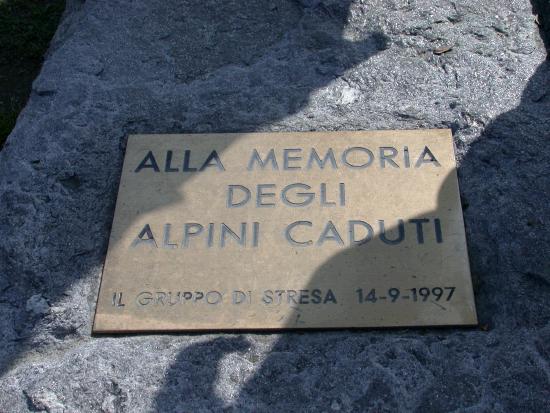 ALLA MEMORIA
DEGLI
ALPINI CADUTI
IL GRUPPO DI STRESA 14-9-1997